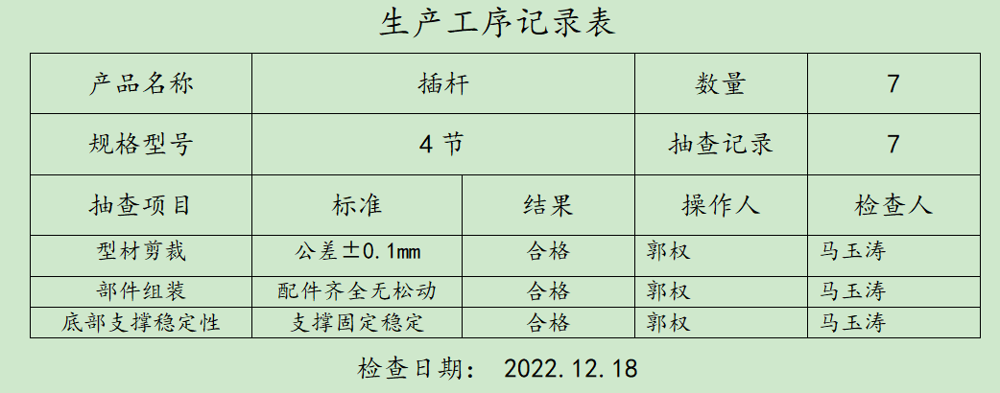 生产工序记录表
产品名称 插杆 数量 7
规格型号 4节 抽查记录 7
抽查项目 标准 结果 操作人 检查人
型材剪裁 公差±0.1mm 合格 郭权 马玉涛
部件组装 配件齐全无松动 合格 郭权 马玉涛
底部支撑稳定性 支撑固定稳定 合格 郭权 马玉涛
检查日期： 2022.12.18